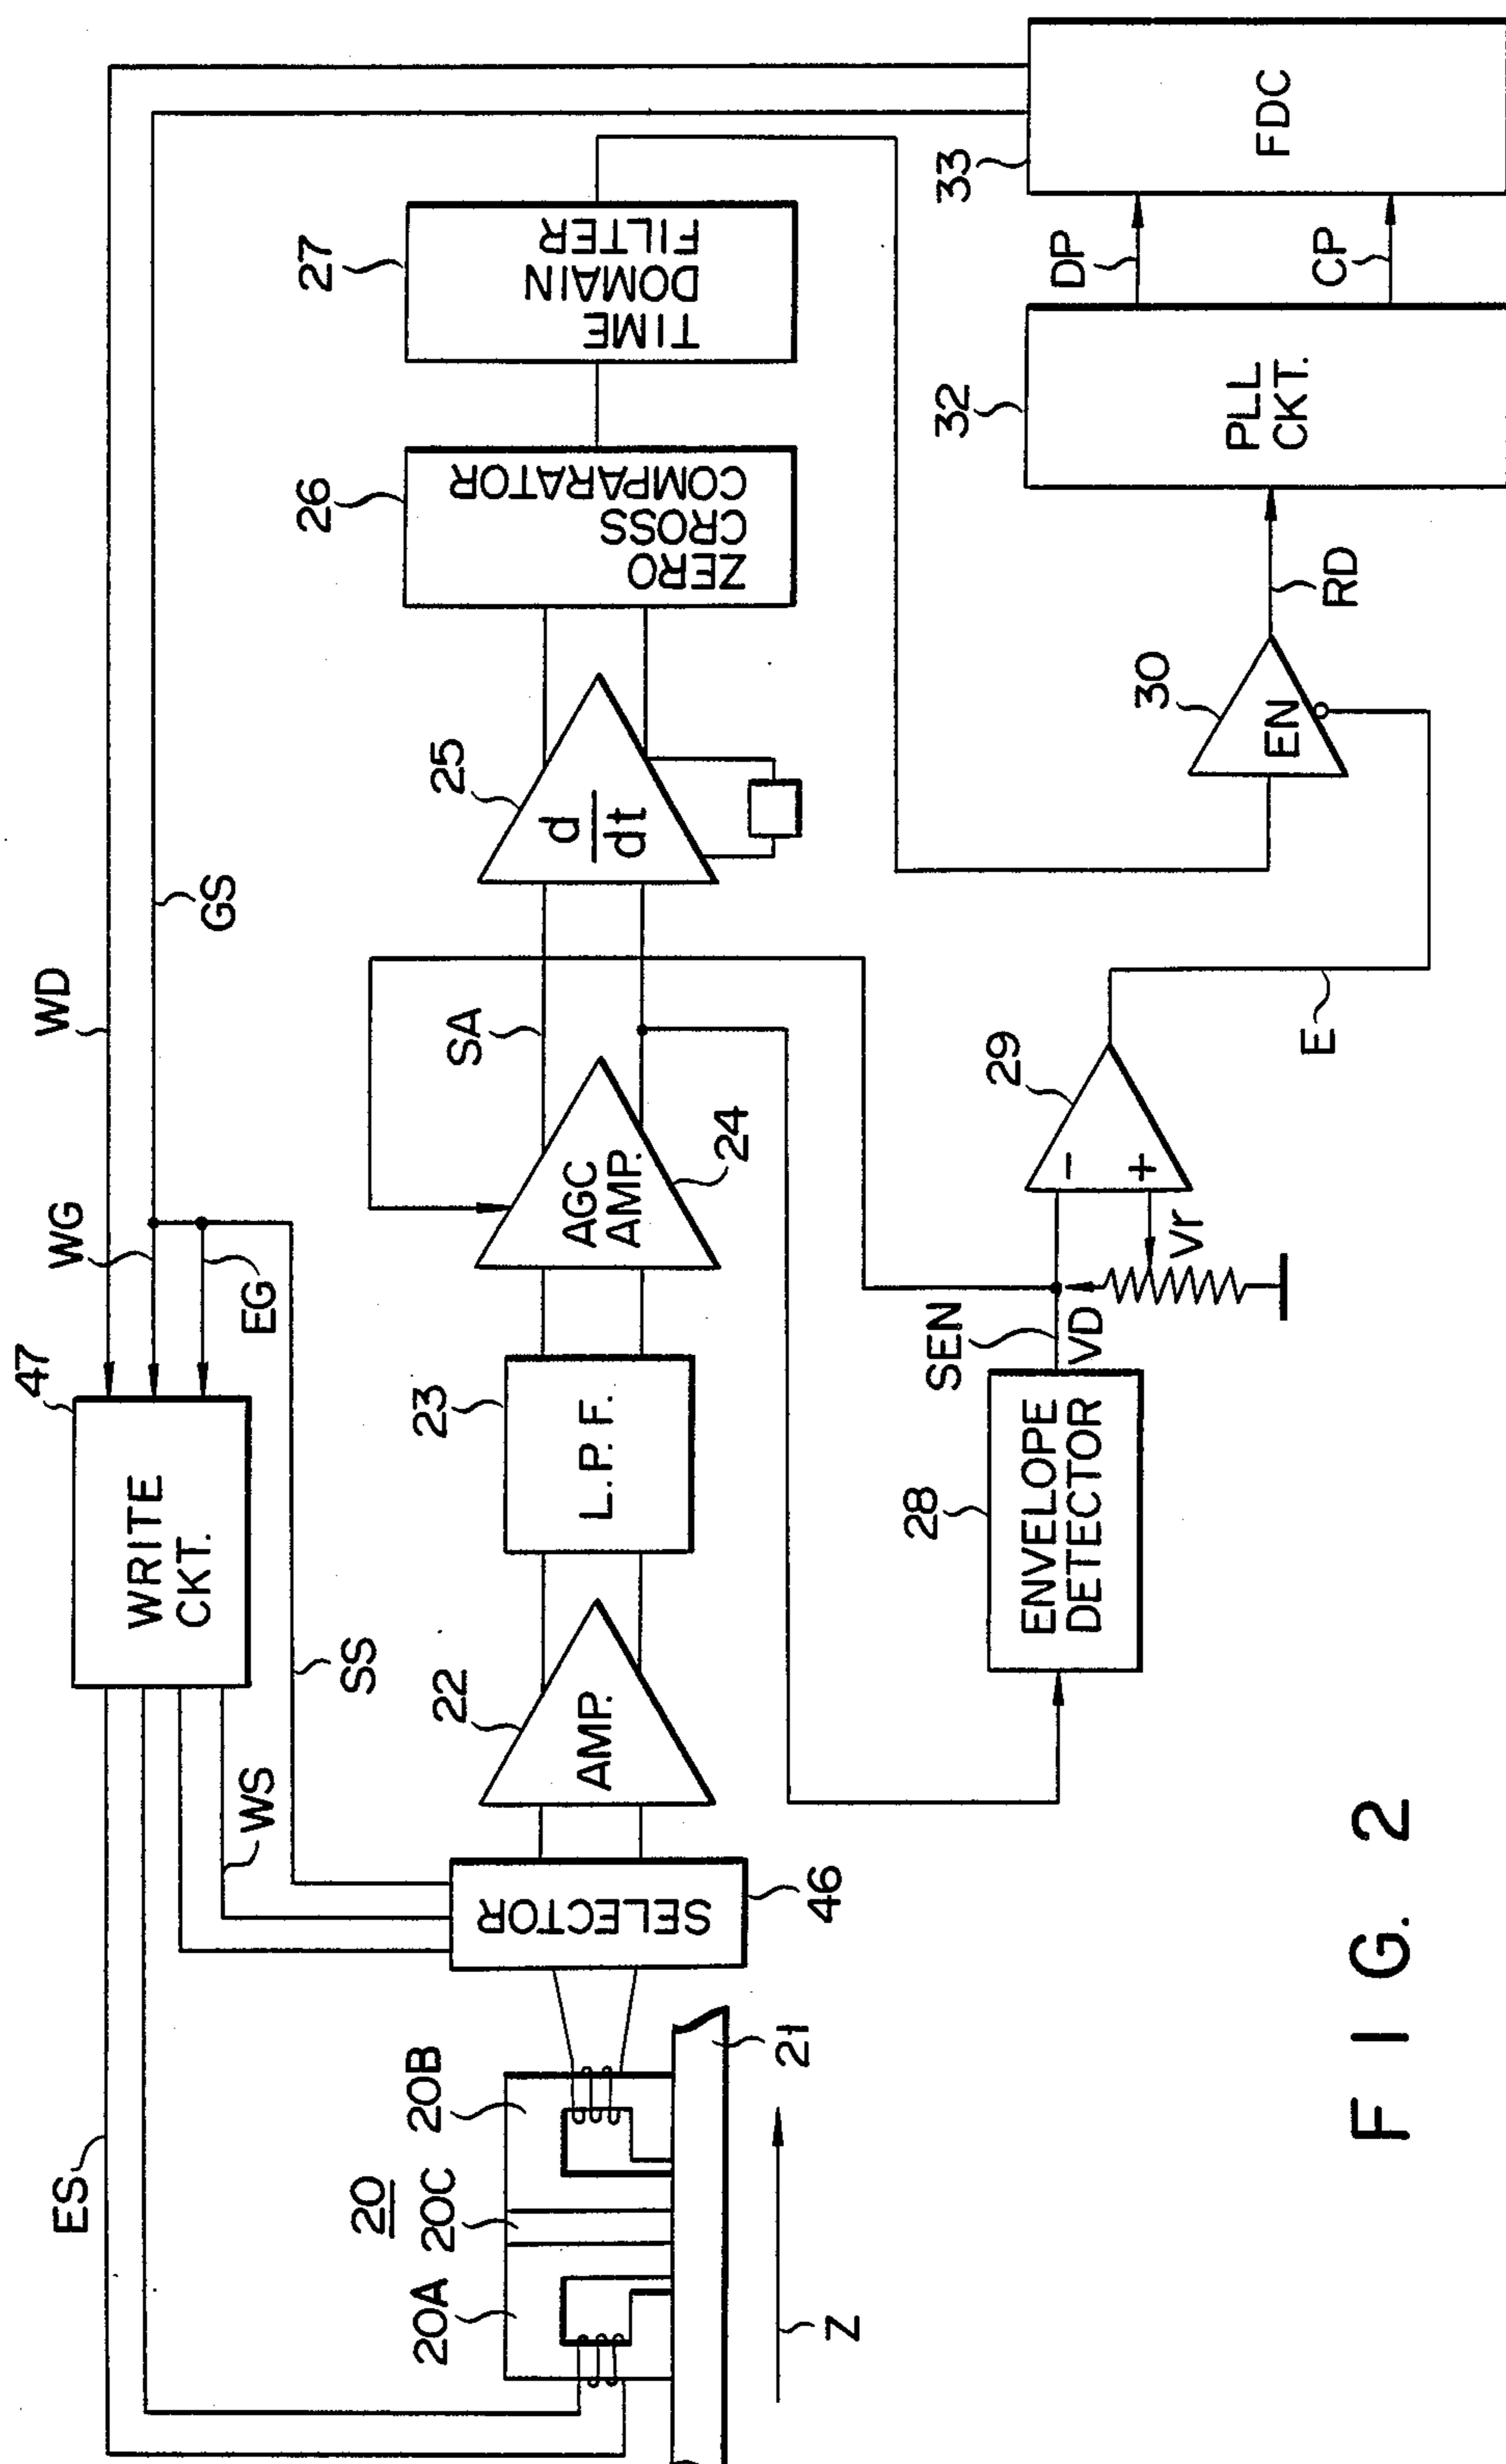 47
WRITE
CKT.
WD
GS
WG
EG
ES
WS
SS
20
20A
20C
20B
21
Z
SELECTOR
46
22
AMP.
23
L.P.F.
24
AGC
AMP.
SA
25
d
dt
26
ZERO
CROSS
COMPARATOR
27
TIME
DOMAIN
FILTER
28
ENVELOPE
DETECTOR
SEN
VD
Vr
29
-
+
E
30
EN
RD
32
PLL
CKT.
DP
CP
33
FDC
FIG. 2